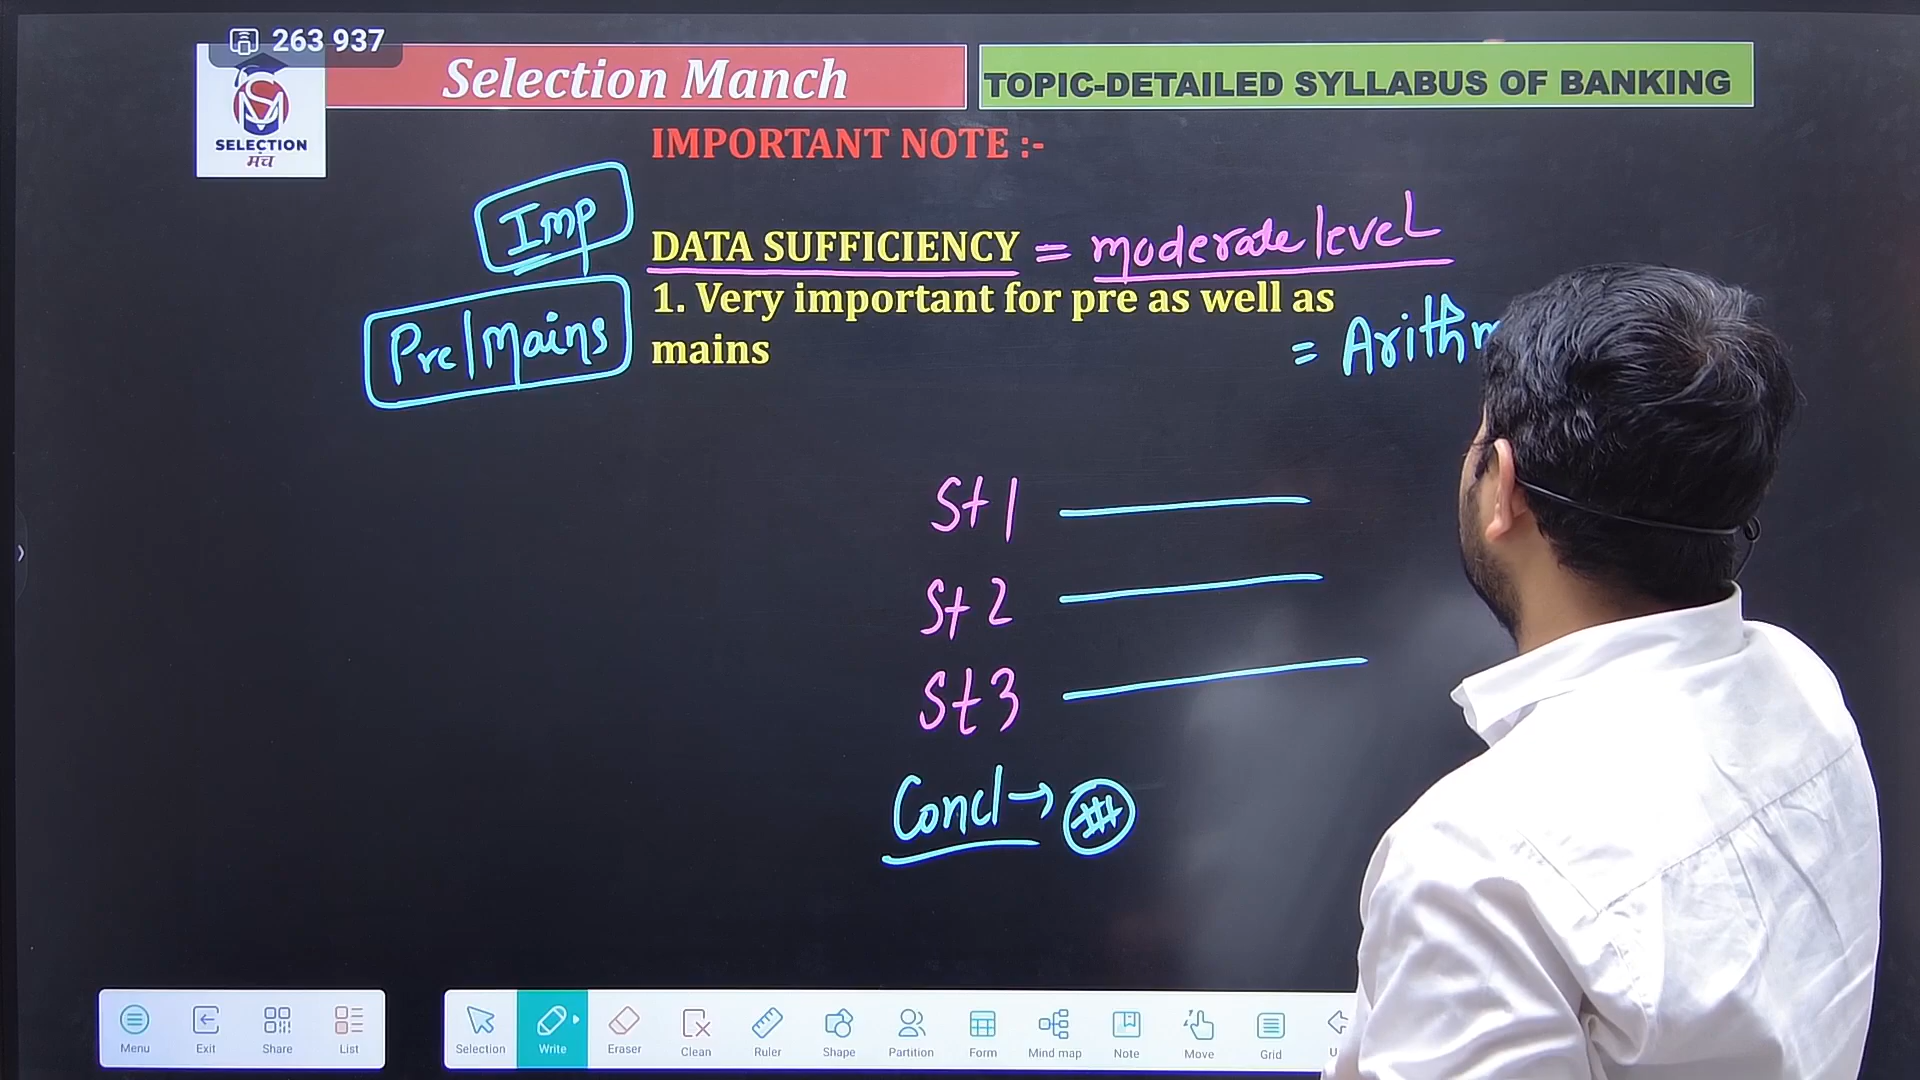 263 937
Selection Manch
TOPIC-DETAILED SYLLABUS OF BANKING
SELECTION
मंच
IMPORTANT NOTE :-
Imp
DATA SUFFICIENCY = moderate level
Pre/Mains
1. Very important for pre as well as
mains
= Arithm
St 1
St 2
St 3
Concl →
Menu Exit Share List Selection Write Eraser Clean Ruler Shape Partition Form Mind map Note Move Grid